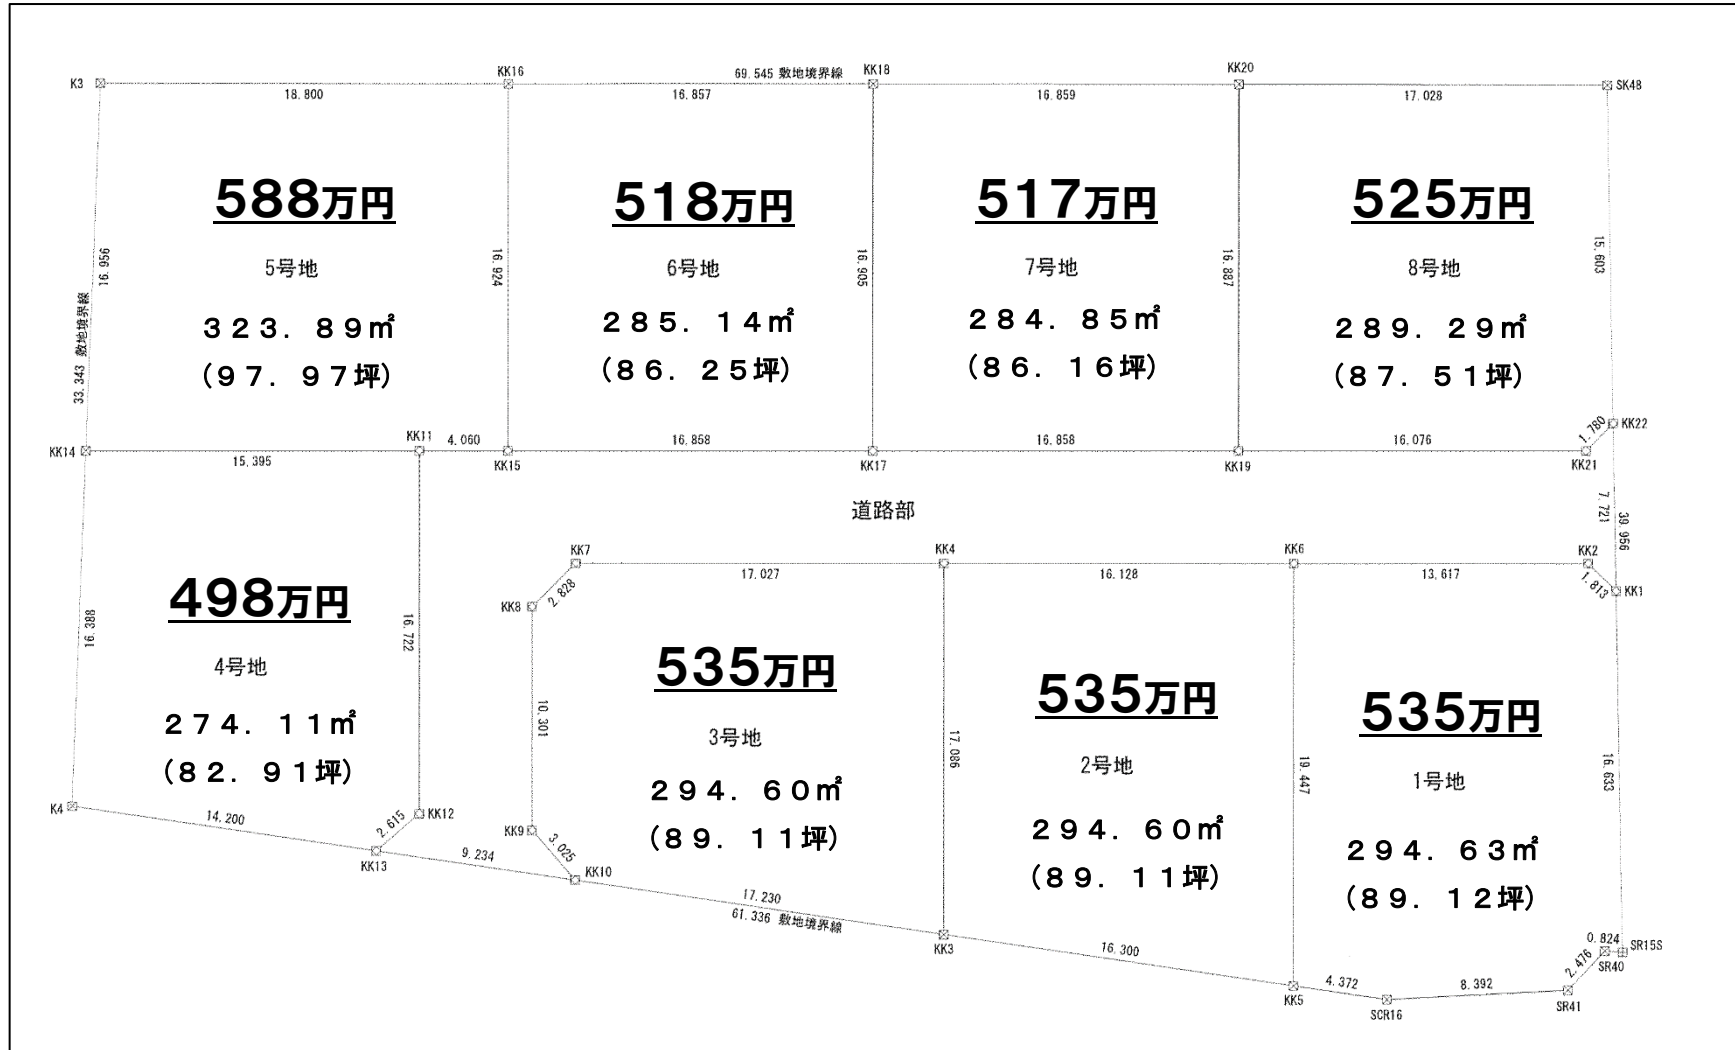 K3
KK16
69.545 敷地境界線
KK18
KK20
SK48
18.800
16.857
16.859
17.028
588万円
5号地
323.89㎡
(97.97坪)
518万円
6号地
285.14㎡
(86.25坪)
517万円
7号地
284.85㎡
(86.16坪)
525万円
8号地
289.29㎡
(87.51坪)
16.956
33.343 敷地境界線
16.924
16.905
16.887
15.603
KK14
KK11
4.060
15.395
KK15
16.858
KK17
16.858
KK19
16.076
KK21
1.780
KK22
道路部
7.721
39.956
KK7
17.027
KK4
16.128
KK6
13.617
KK2
1.813
KK1
KK8
2.828
498万円
4号地
274.11㎡
(82.91坪)
535万円
3号地
294.60㎡
(89.11坪)
535万円
2号地
294.60㎡
(89.11坪)
535万円
1号地
294.63㎡
(89.12坪)
16.388
16.722
10.301
17.086
19.447
16.633
K4
14.200
2.615
KK12
KK13
9.234
KK9
3.025
KK10
17.230
61.336 敷地境界線
KK3
16.300
KK5
4.372
SCR16
8.392
SR41
2.476
0.824
SR40
SR15S